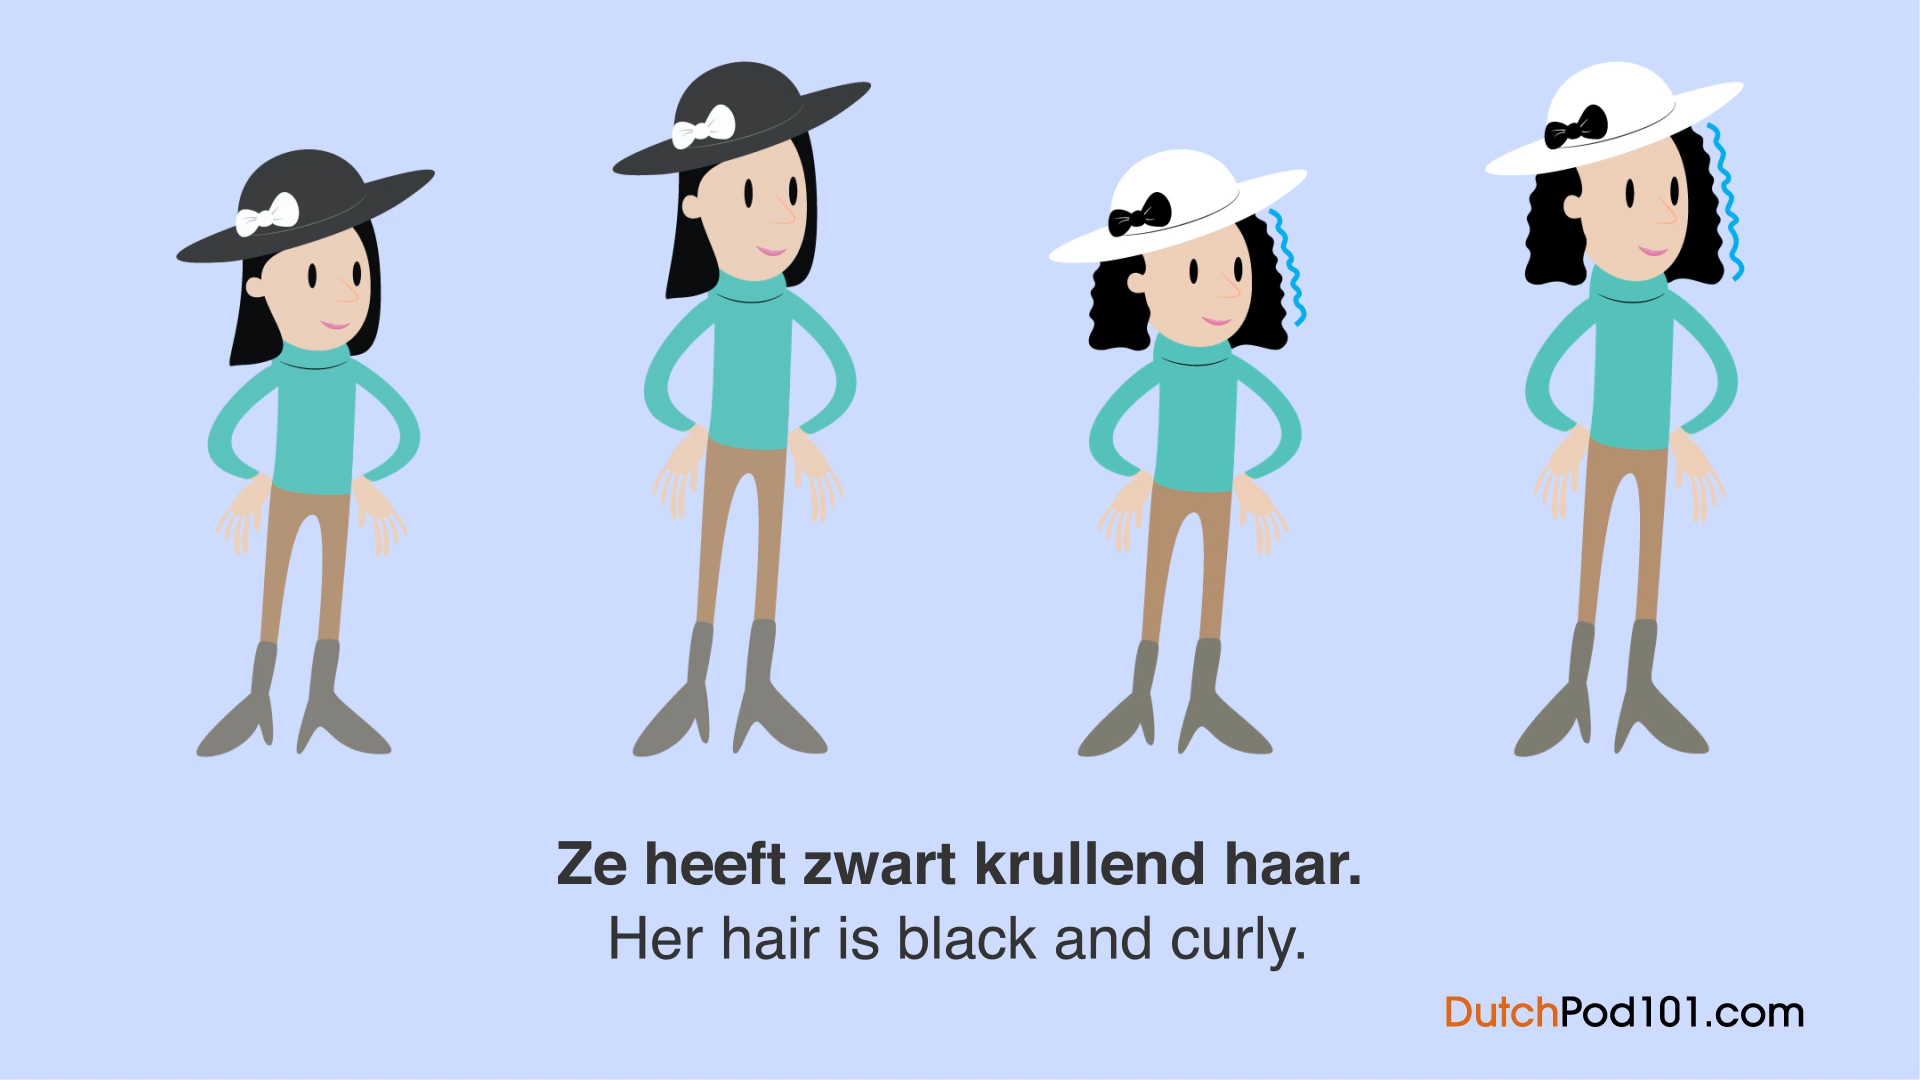 Ze heeft zwart krullend haar.
Her hair is black and curly.
DutchPod101.com